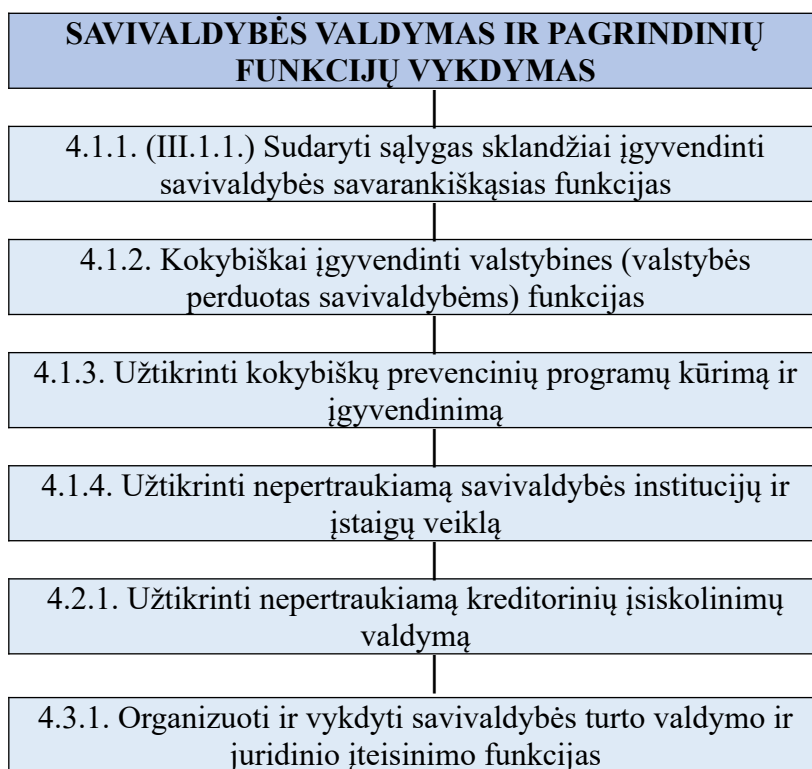 SAVIVALDYBĖS VALDYMAS IR PAGRINDINIŲ
FUNKCIJŲ VYKDYMAS
4.1.1. (III.1.1.) Sudaryti sąlygas sklandžiai įgyvendinti
savivaldybės savarankiškąsias funkcijas
4.1.2. Kokybiškai įgyvendinti valstybines (valstybės
perduotas savivaldybėms) funkcijas
4.1.3. Užtikrinti kokybiškų prevencinių programų kūrimą ir
įgyvendinimą
4.1.4. Užtikrinti nepertraukiamą savivaldybės institucijų ir
įstaigų veiklą
4.2.1. Užtikrinti nepertraukiamą kreditorinių įsiskolinimų
valdymą
4.3.1. Organizuoti ir vykdyti savivaldybės turto valdymo ir
juridinio įteisinimo funkcijas